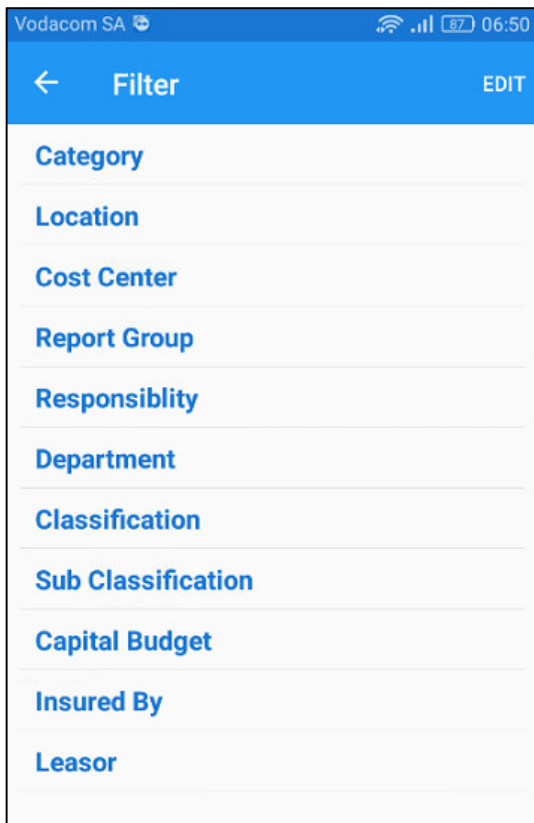 Vodacom SA 87 06:50
Filter EDIT
Category
Location
Cost Center
Report Group
Responsiblity
Department
Classification
Sub Classification
Capital Budget
Insured By
Leasor